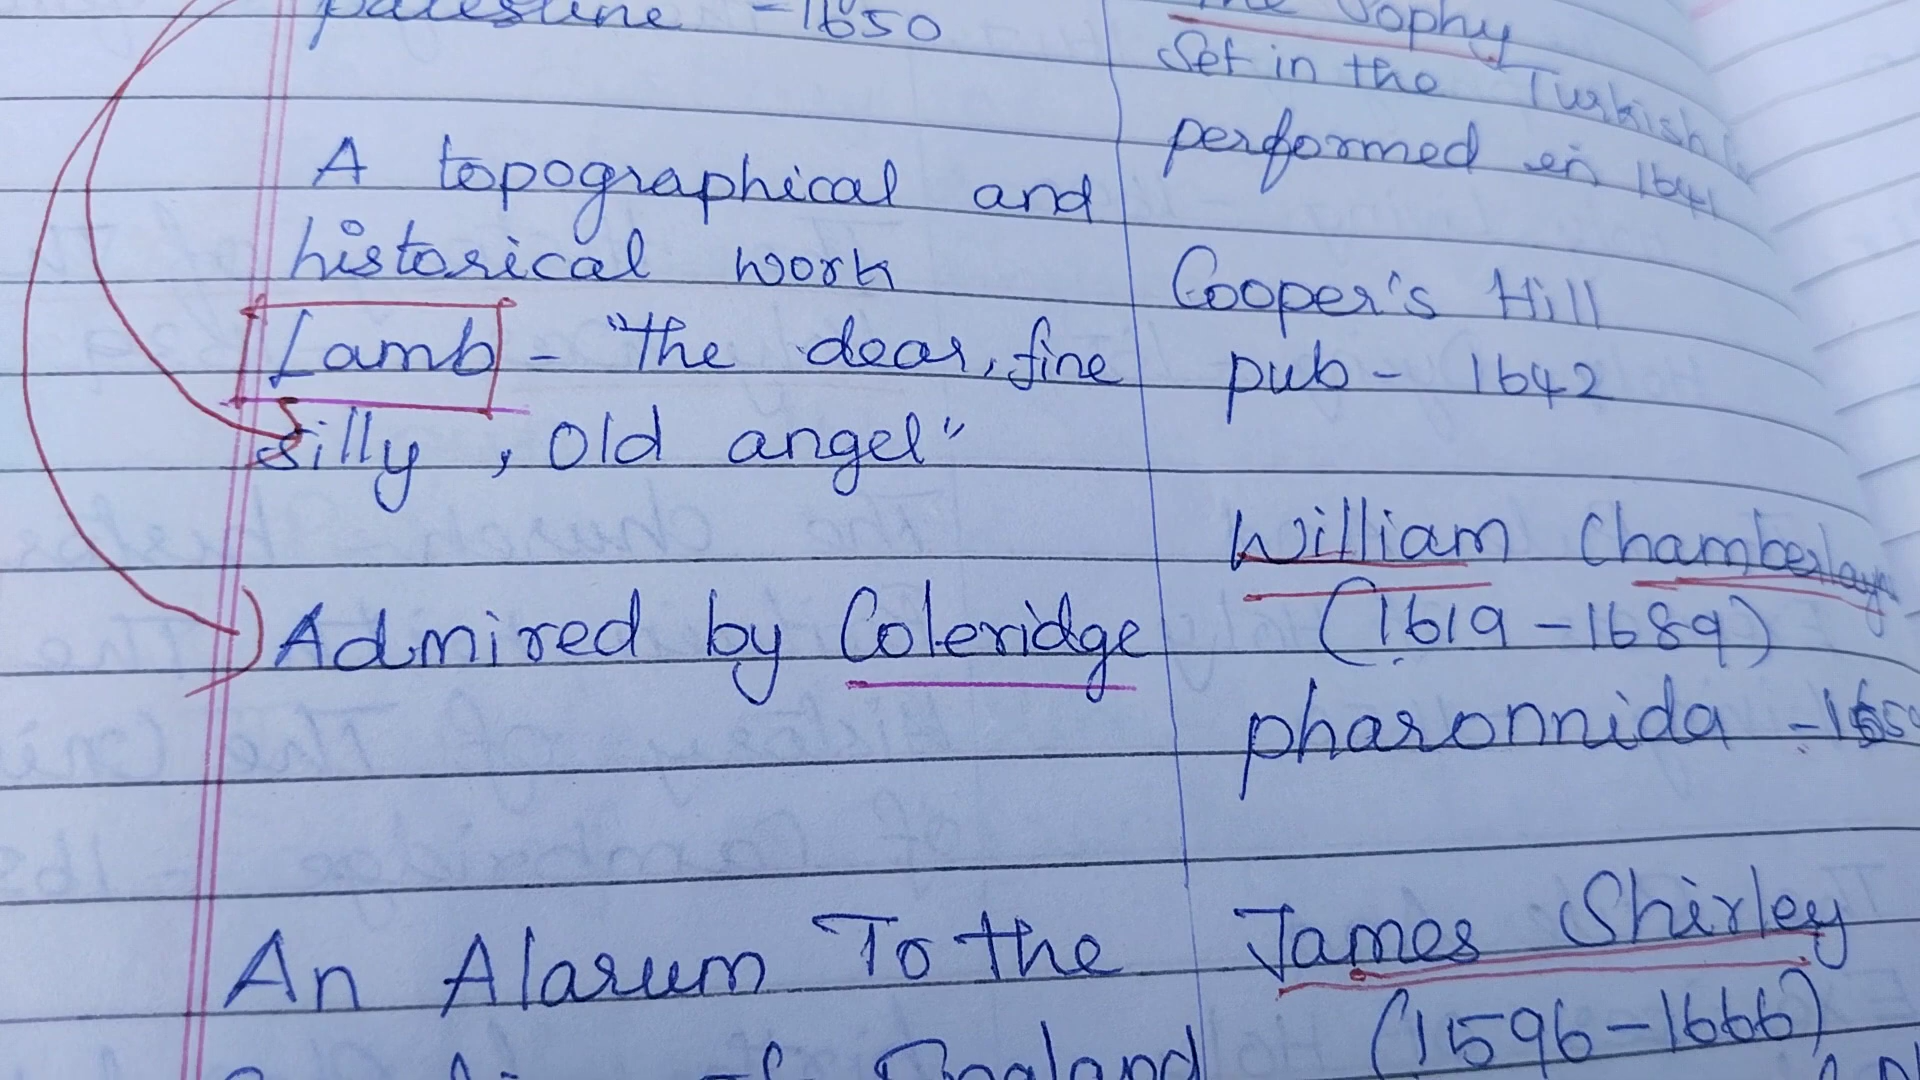 palestine - 1650
A topographical and
historical work
Lamb - "the dear, fine
silly, old angel"
Admired by Coleridge
An Alarum To the
England
The Sophy
Set in the Turkish
performed in 1641
Cooper's Hill
pub - 1642
William Chamberlayne
(1619 - 1689)
pharonnida - 1659
James Shirley
(1596 - 1666)